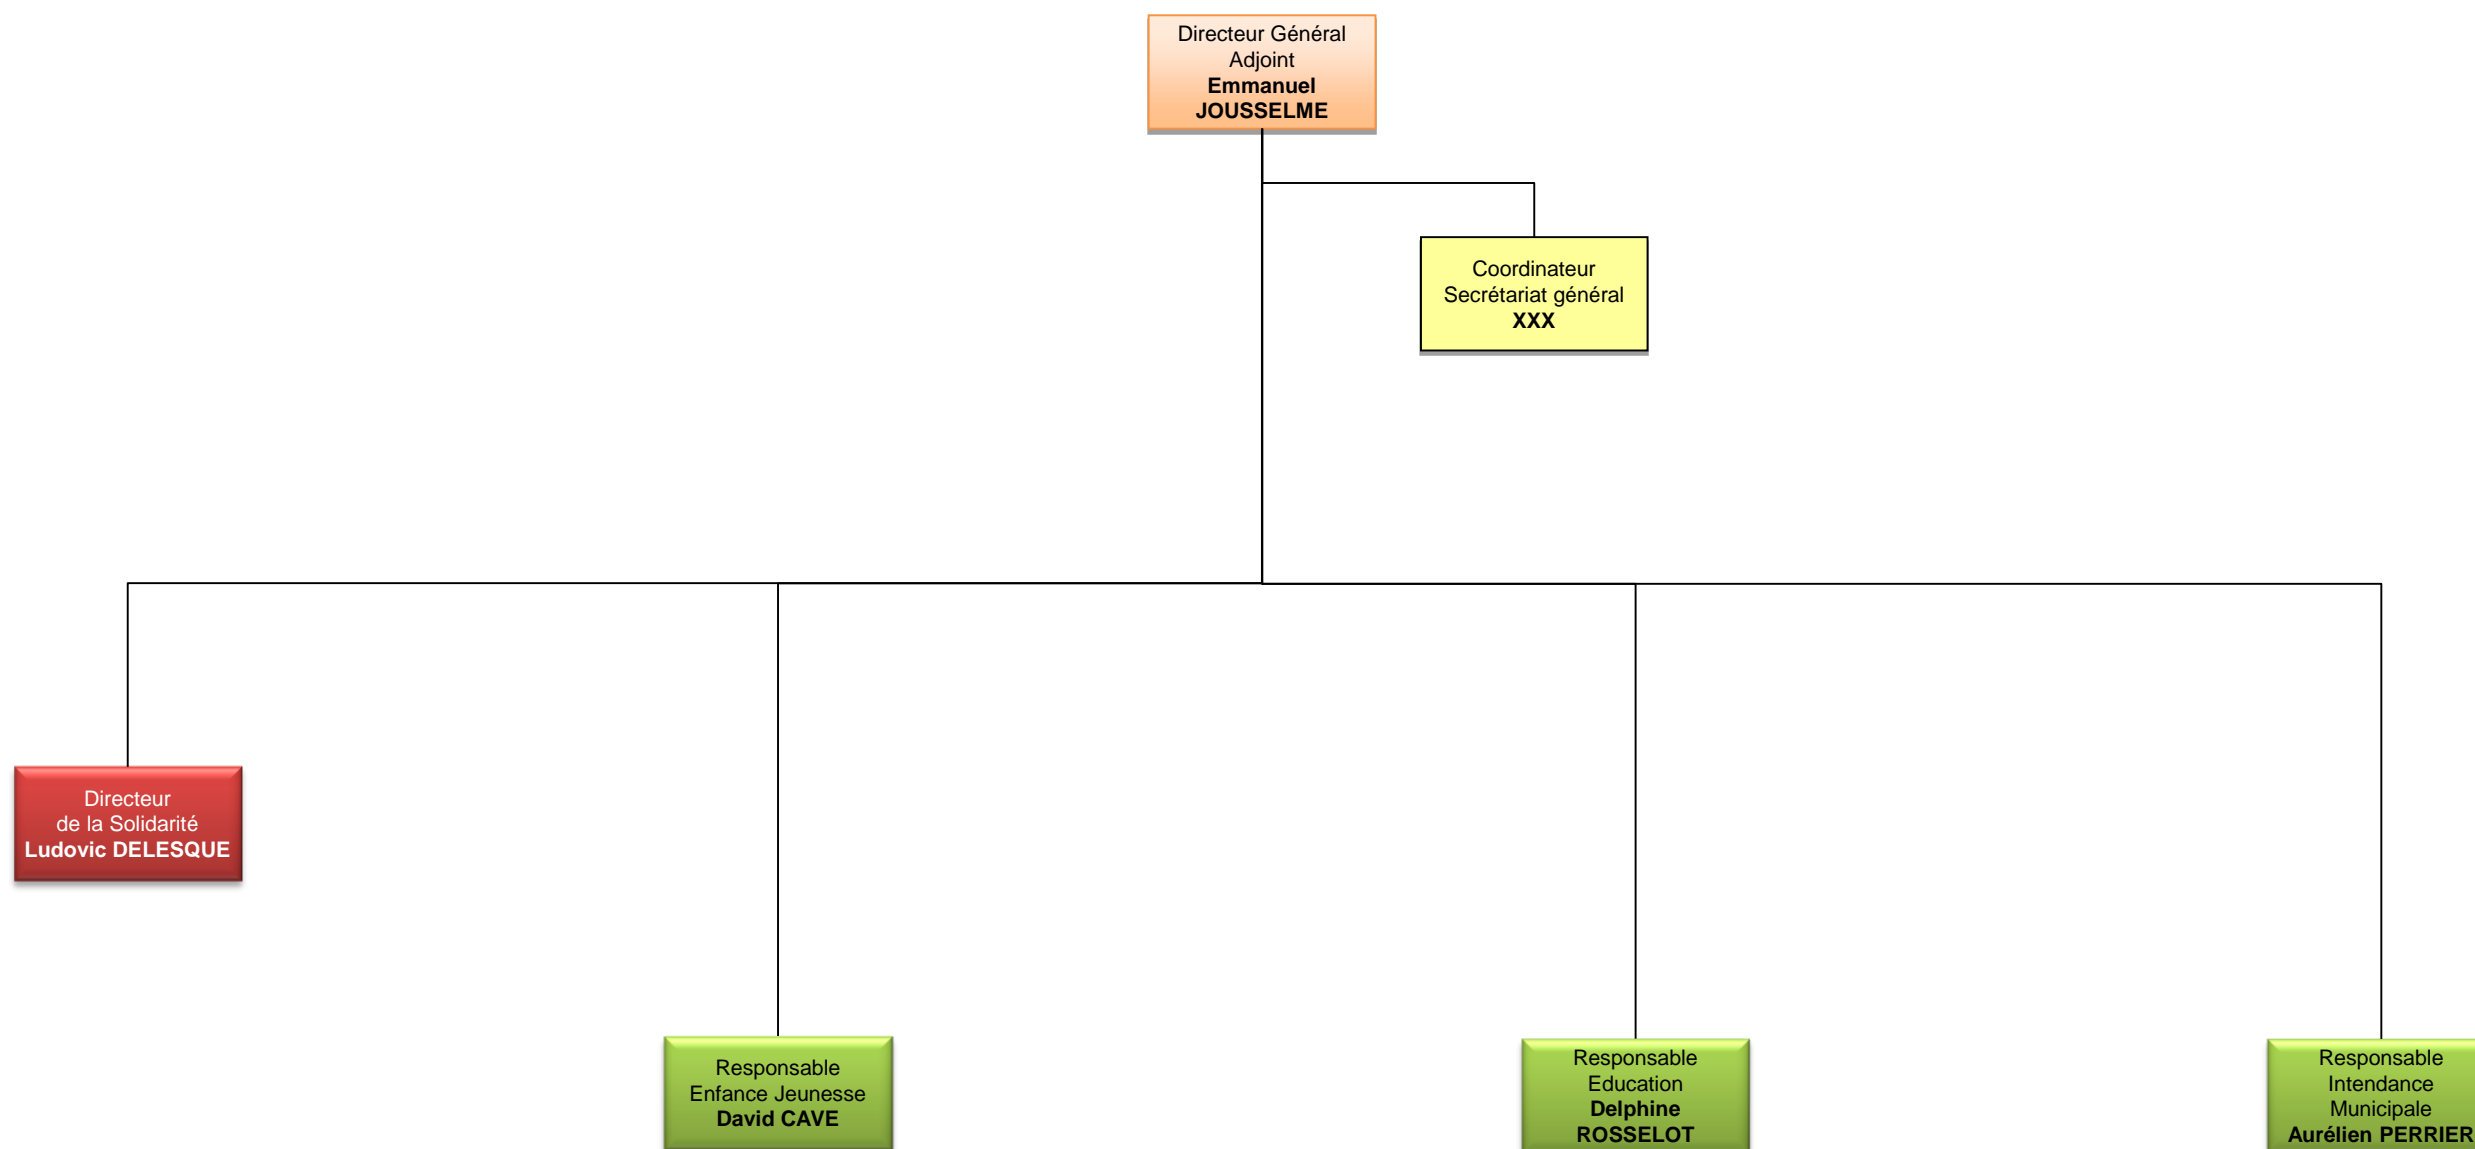 Directeur Général
Adjoint
Emmanuel
JOUSSELME
Coordinateur
Secrétariat général
XXX
Directeur
de la Solidarité
Ludovic DELESQUE
Responsable
Enfance Jeunesse
David CAVE
Responsable
Education
Delphine
ROSSELOT
Responsable
Intendance
Municipale
Aurélien PERRIER